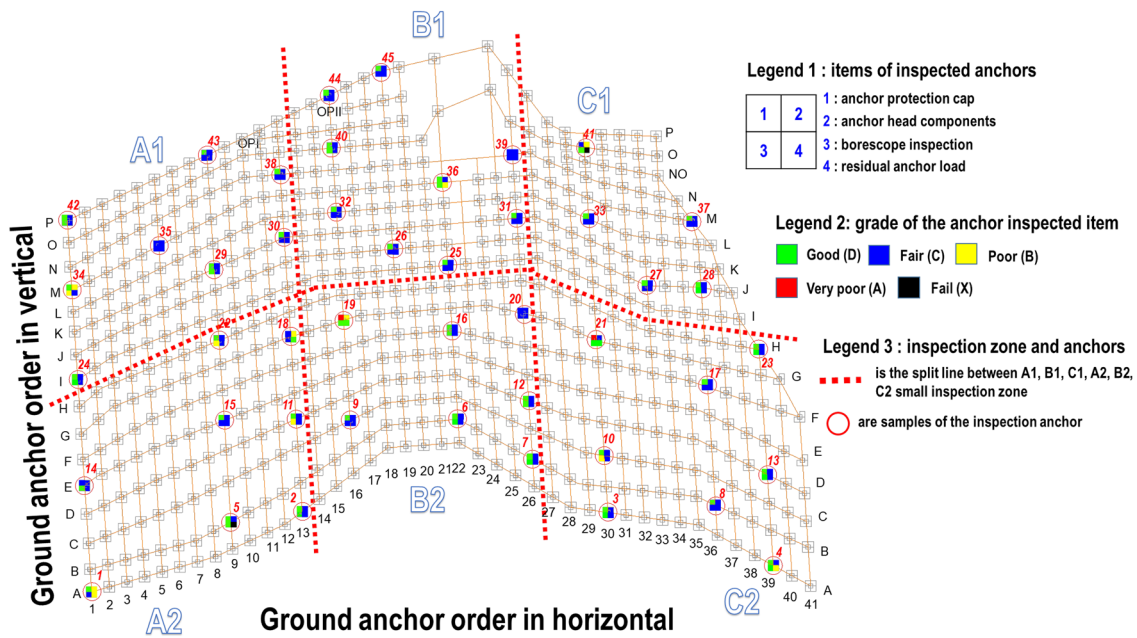 B1
45
44
OPII
C1
A1
43
OPI
40
41
P
39
O
38
36
NO
42
32
N
P
31
33
37
M
35
30
O
26
L
29
25
N
K
34
27
28
J
M
20
I
L
19
K
22
18
16
21
H
J
23
24
G
I
12
17
H
F
15
11
9
6
G
E
10
7
F
14
13
D
E
8
C
D
5
2
3
B
C
4
B
A
A
1
1 2 3 4 5 6 7 8 9 10 11 12 13 14 15 16 17 18 19 20 21 22 23 24 25 26 27 28 29 30 31 32 33 34 35 36 37 38 39 40 41
B2
A2
C2
Ground anchor order in vertical
Ground anchor order in horizontal
Legend 1 : items of inspected anchors
1 2
3 4
1 : anchor protection cap
2 : anchor head components
3 : borescope inspection
4 : residual anchor load
Legend 2: grade of the anchor inspected item
Good (D) Fair (C) Poor (B)
Very poor (A) Fail (X)
Legend 3 : inspection zone and anchors
is the split line between A1, B1, C1, A2, B2,
C2 small inspection zone
are samples of the inspection anchor